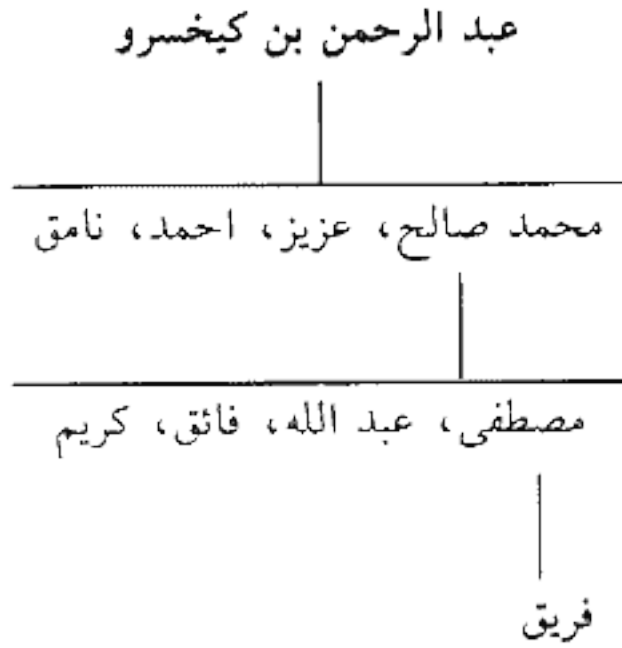 عبد الرحمن بن كيخسرو
محمد صالح، عزيز، احمد، نامق
مصطفى، عبد الله، فائق، كريم
فريق